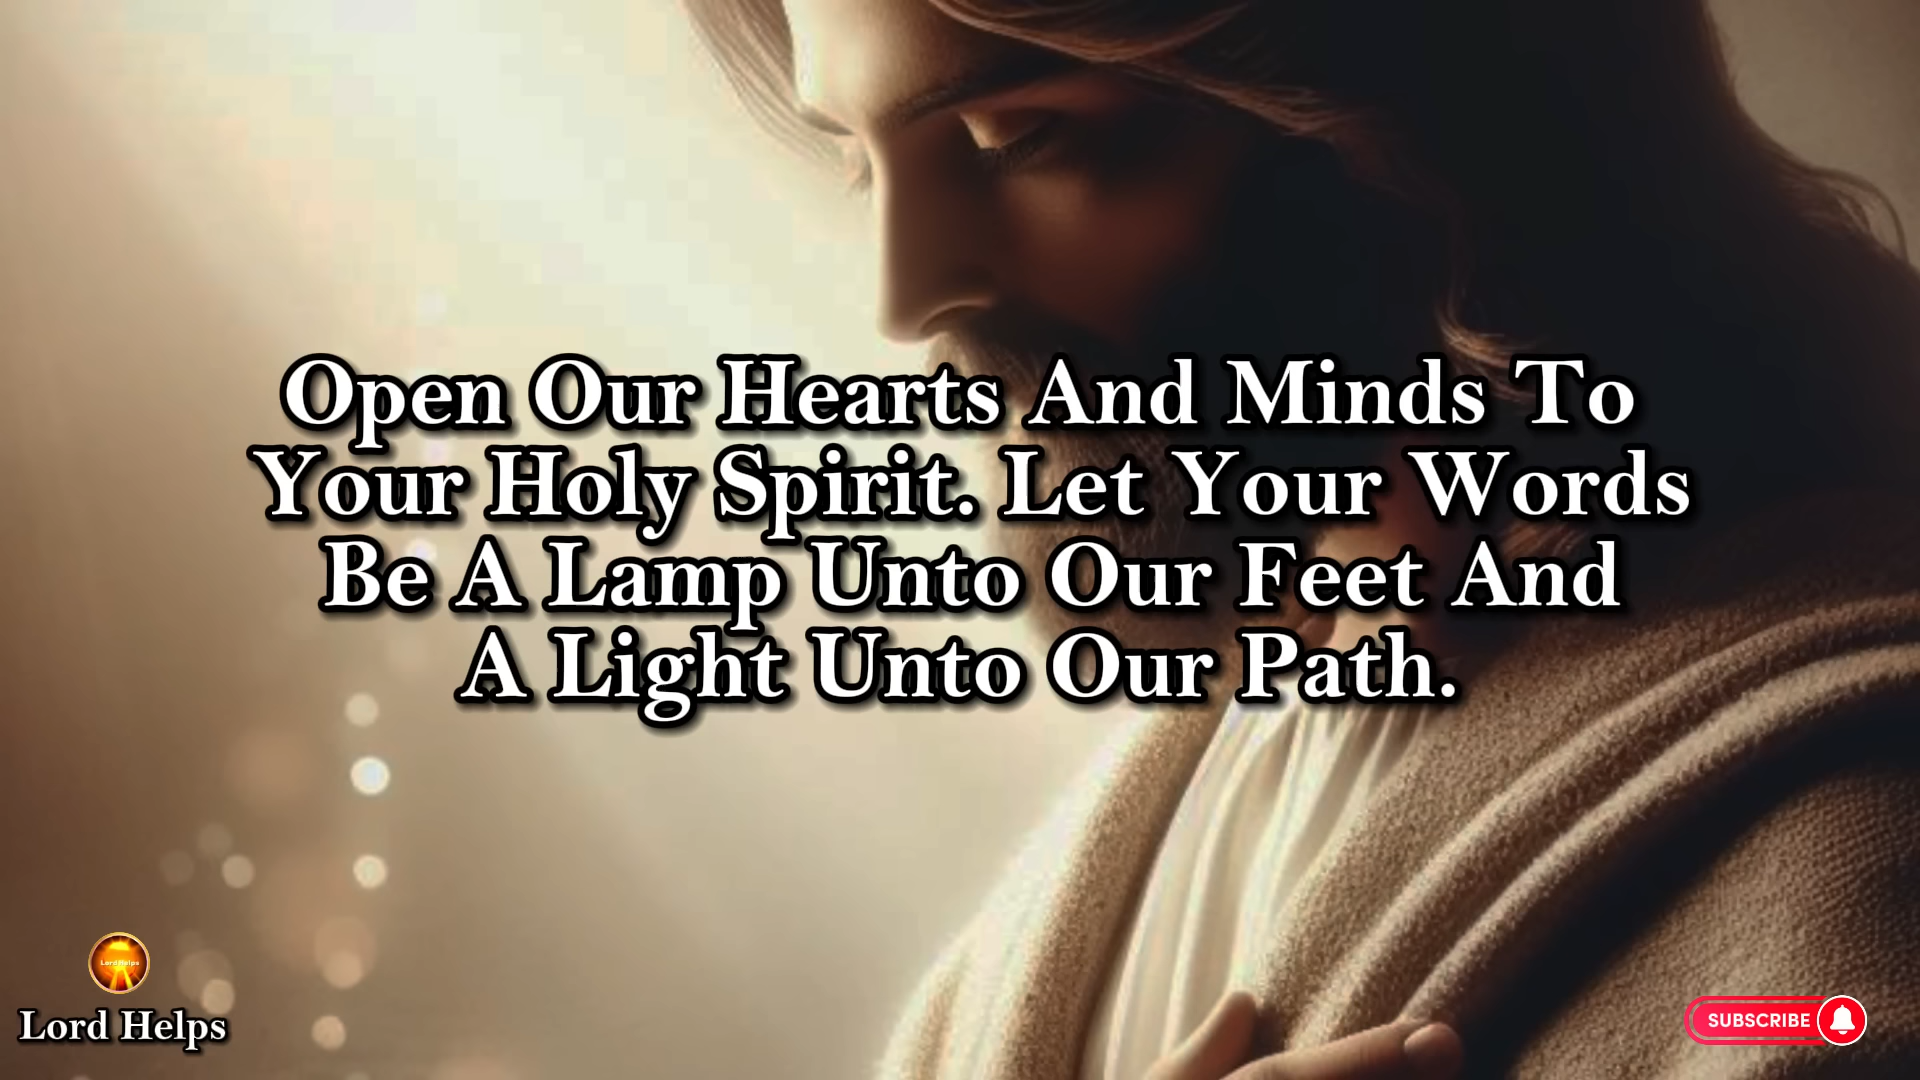 Open Our Hearts And Minds To
Your Holy Spirit. Let Your Words
Be A Lamp Unto Our Feet And
A Light Unto Our Path.
LordHelps
Lord Helps
SUBSCRIBE